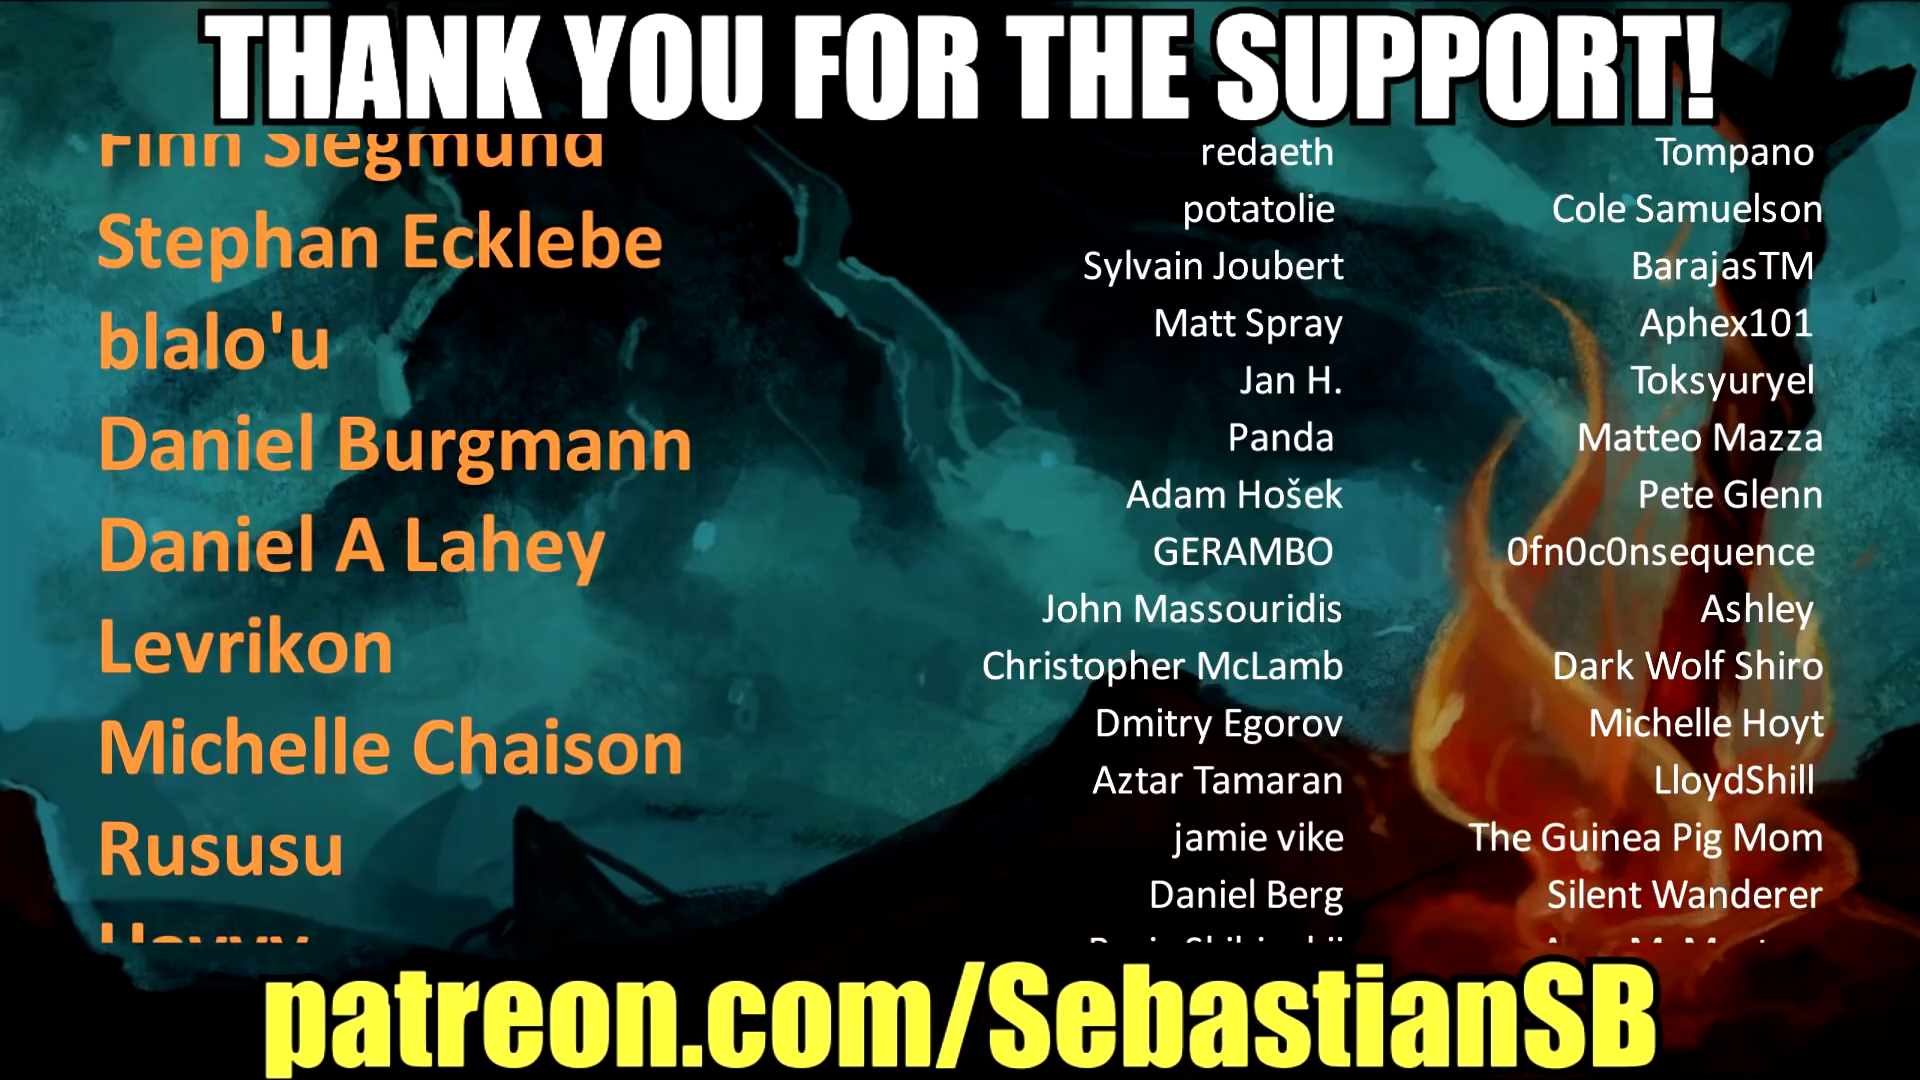 THANK YOU FOR THE SUPPORT!
Finn Siegmund
Stephan Ecklebe
blalo'u
Daniel Burgmann
Daniel A Lahey
Levrikon
Michelle Chaison
Rususu
redaeth
potatolie
Sylvain Joubert
Matt Spray
Jan H.
Panda
Adam Hošek
GERAMBO
John Massouridis
Christopher McLamb
Dmitry Egorov
Aztar Tamaran
jamie vike
Daniel Berg
Tompano
Cole Samuelson
BarajasTM
Aphex101
Toksyuryel
Matteo Mazza
Pete Glenn
0fn0c0nsequence
Ashley
Dark Wolf Shiro
Michelle Hoyt
LloydShill
The Guinea Pig Mom
Silent Wanderer
patreon.com/SebastianSB